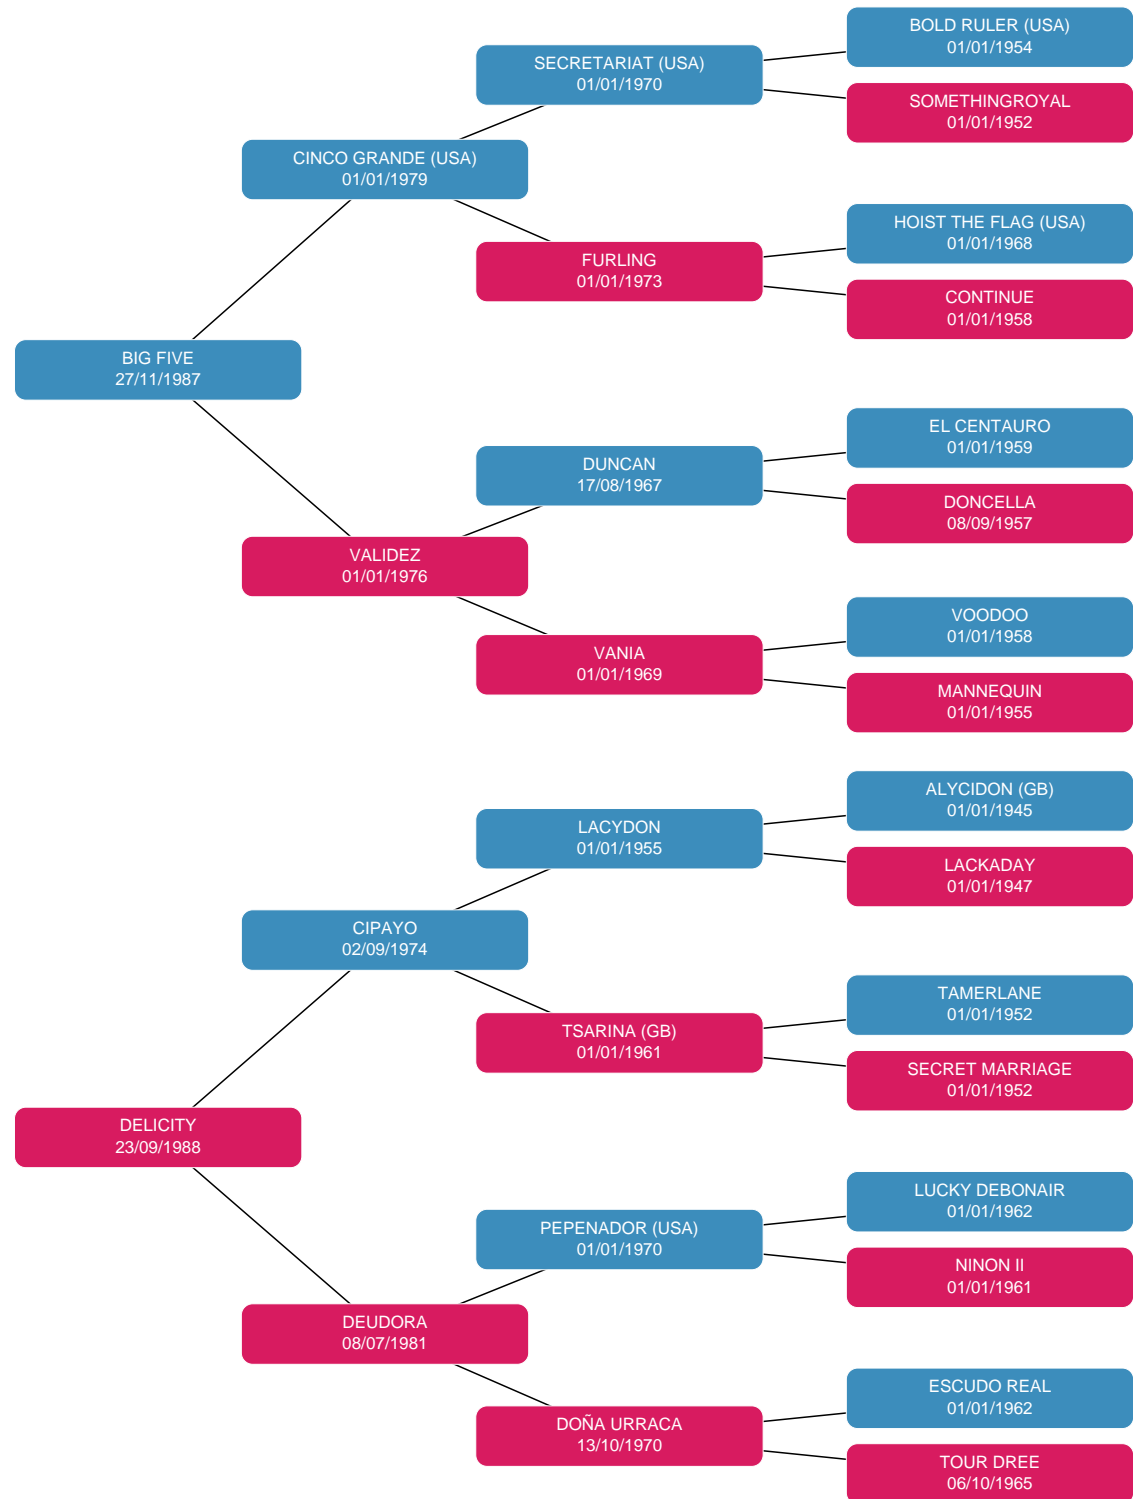 BOLD RULER (USA)
01/01/1954
SECRETARIAT (USA)
01/01/1970
SOMETHINGROYAL
01/01/1952
CINCO GRANDE (USA)
01/01/1979
HOIST THE FLAG (USA)
01/01/1968
FURLING
01/01/1973
CONTINUE
01/01/1958
BIG FIVE
27/11/1987
EL CENTAURO
01/01/1959
DUNCAN
17/08/1967
DONCELLA
08/09/1957
VALIDEZ
01/01/1976
VOODOO
01/01/1958
VANIA
01/01/1969
MANNEQUIN
01/01/1955
ALYCIDON (GB)
01/01/1945
LACYDON
01/01/1955
LACKADAY
01/01/1947
CIPAYO
02/09/1974
TAMERLANE
01/01/1952
TSARINA (GB)
01/01/1961
SECRET MARRIAGE
01/01/1952
DELICITY
23/09/1988
LUCKY DEBONAIR
01/01/1962
PEPENADOR (USA)
01/01/1970
NINON II
01/01/1961
DEUDORA
08/07/1981
ESCUDO REAL
01/01/1962
DOÑA URRACA
13/10/1970
TOUR DREE
06/10/1965